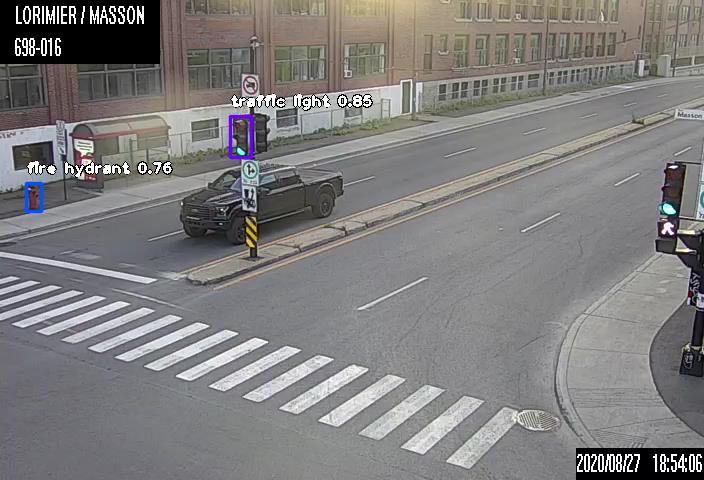 LORIMIER / MASSON
698-016
traffic light 0.85
fire hydrant 0.76
Masson
2020/08/27 18:54:06